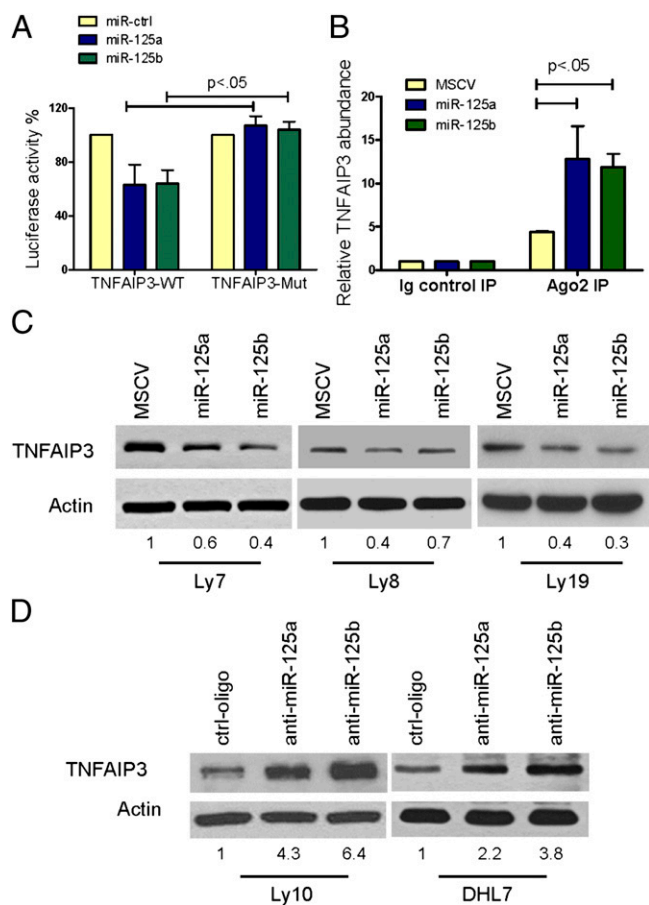 A
miR-ctrl
miR-125a
miR-125b
p<.05
Luciferase activity %
120
100
80
60
40
20
0
TNFAIP3-WT TNFAIP3-Mut
B
p<.05
MSCV
miR-125a
miR-125b
Relative TNFAIP3 abundance
20
15
10
5
0
Ig control IP Ago2 IP
C
MSCV miR-125a miR-125b MSCV miR-125a miR-125b MSCV miR-125a miR-125b
TNFAIP3
Actin
1 0.6 0.4 1 0.4 0.7 1 0.4 0.3
Ly7 Ly8 Ly19
D
ctrl-oligo anti-miR-125a anti-miR-125b ctrl-oligo anti-miR-125a anti-miR-125b
TNFAIP3
Actin
1 4.3 6.4 1 2.2 3.8
Ly10 DHL7